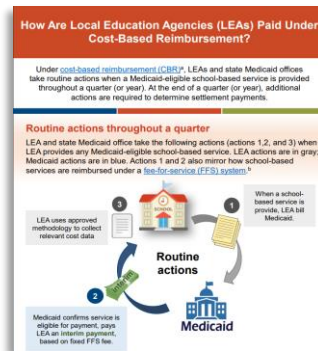 How Are Local Education Agencies (LEAs) Paid Under
Cost-Based Reimbursement?
Under cost-based reimbursement (CBR)ª, LEAs and state Medicaid offices
take routine actions when a Medicaid-eligible school-based service is provided
throughout a quarter (or year). At the end of a quarter (or year), additional
actions are required to determine settlement payments.
Routine actions throughout a quarter
LEA and state Medicaid office take the following actions (actions 1,2, and 3) when
LEA provides any Medicaid-eligible school-based service. LEA actions are in gray;
Medicaid actions are in blue. Actions 1 and 2 also mirror how school-based
services are reimbursed under a fee-for-service (FFS) system.ᵇ
3
SCHOOL
1
LEA uses approved
methodology to collect
relevant cost data
When a school-
based service is
provide, LEA bill
Medicaid.
Routine
actions
Interim
2
Medicaid
Medicaid confirms service is
eligible for payment, pays
LEA an interim payment,
based on fixed FFS fee.